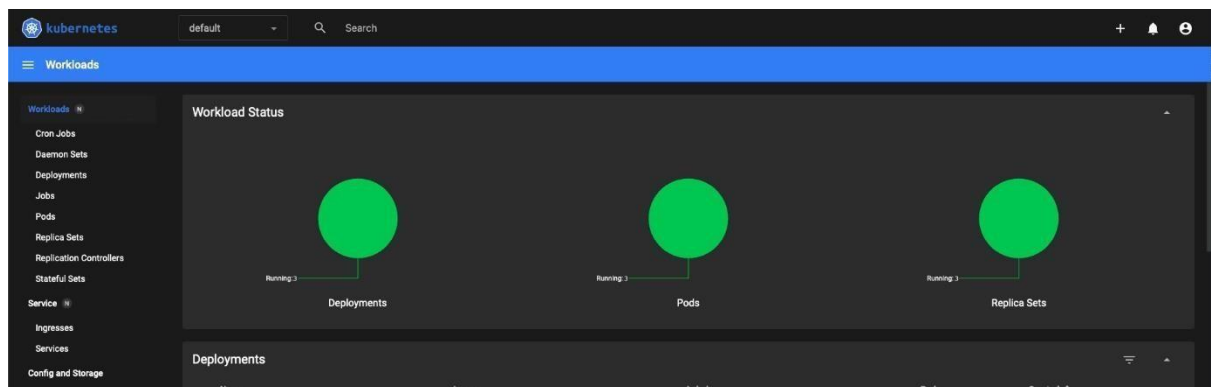 kubernetes
default
Search
Workloads
Workloads N
Cron Jobs
Daemon Sets
Deployments
Jobs
Pods
Replica Sets
Replication Controllers
Stateful Sets
Service N
Ingresses
Services
Config and Storage
Workload Status
Running: 3
Deployments
Running: 3
Pods
Running: 3
Replica Sets
Deployments